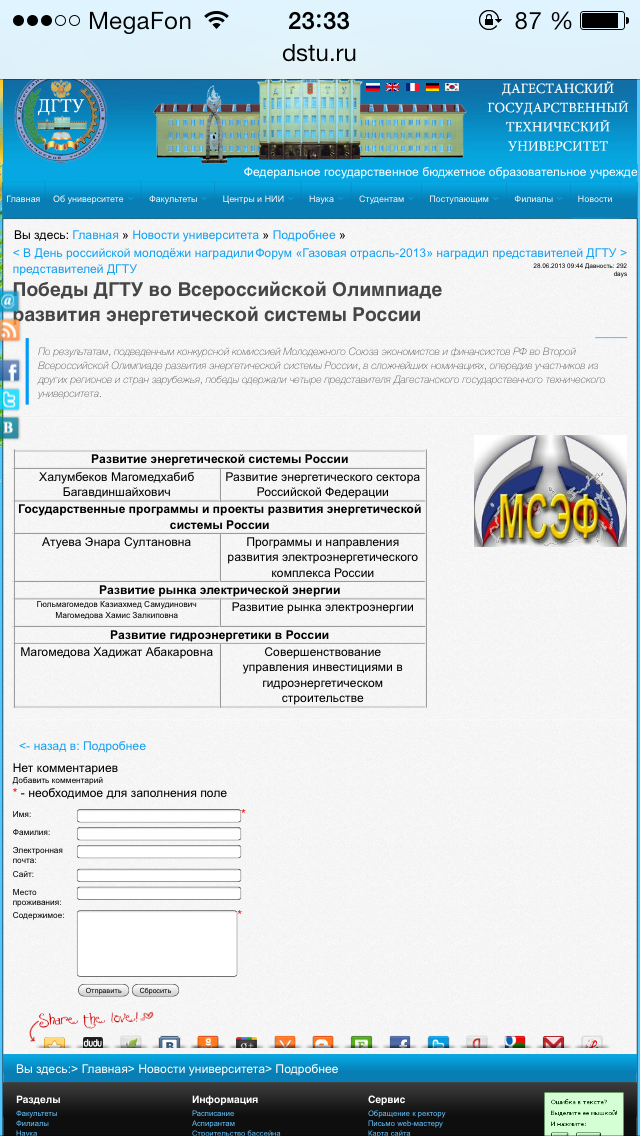 MegaFon 23:33 87 %
dstu.ru
ДГТУ
ДАГЕСТАНСКИЙ
ГОСУДАРСТВЕННЫЙ
ТЕХНИЧЕСКИЙ
УНИВЕРСИТЕТ
Федеральное государственное бюджетное образовательное учрежде
Главная Об университете Факультеты Центры и НИИ Наука Студентам Поступающим Филиалы Новости
Вы здесь: Главная » Новости университета » Подробнее »
< В День российской молодёжи наградили Форум «Газовая отрасль-2013» наградил представителей ДГТУ >
представителей ДГТУ
28.06.2013 09:44 Давность: 292
days
Победы ДГТУ во Всероссийской Олимпиаде
развития энергетической системы России
По результатам, подведенным конкурсной комиссией Молодежного Союза экономистов и финансистов РФ во Второй
Всероссийской Олимпиаде развития энергетической системы России, в сложнейших номинациях, опередив участников из
других регионов и стран зарубежья, победы одержали четыре представителя Дагестанского государственного технического
университета.
МСЭФ
Развитие энергетической системы России
Халумбеков Магомедхабиб
Багавдиншайхович
Развитие энергетического сектора
Российской Федерации
Государственные программы и проекты развития энергетической
системы России
Атуева Энара Султановна
Программы и направления
развития электроэнергетического
комплекса России
Развитие рынка электрической энергии
Гюльмагомедов Казиахмед Самудинович
Магомедова Хамис Залкиповна
Развитие рынка электроэнергии
Развитие гидроэнергетики в России
Магомедова Хадижат Абакаровна
Совершенствование
управления инвестициями в
гидроэнергетическом
строительстве
<- назад в: Подробнее
Нет комментариев
Добавить комментарий
* - необходимое для заполнения поле
Имя: *
Фамилия:
Электронная
почта:
Сайт:
Место
проживания:
Содержимое: *
Отправить Сбросить
Share the love!
dudu
Вы здесь:> Главная> Новости университета> Подробнее
Разделы Информация Сервис
Факультеты Расписание Обращение к ректору
Филиалы Аспирантам Письмо web-мастеру
Наука Строительство бассейна Карта сайта
Ошибка в тексте?
Выделите ее мышкой!
И нажмите: